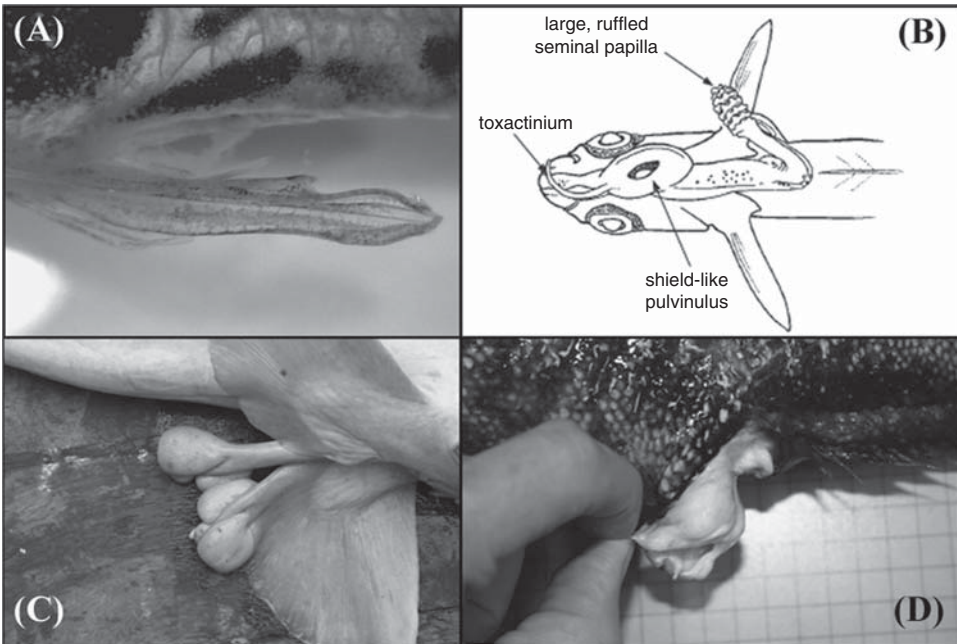 (A)
large, ruffled
seminal papilla
(B)
toxactinium
shield-like
pulvinulus
(C)
(D)